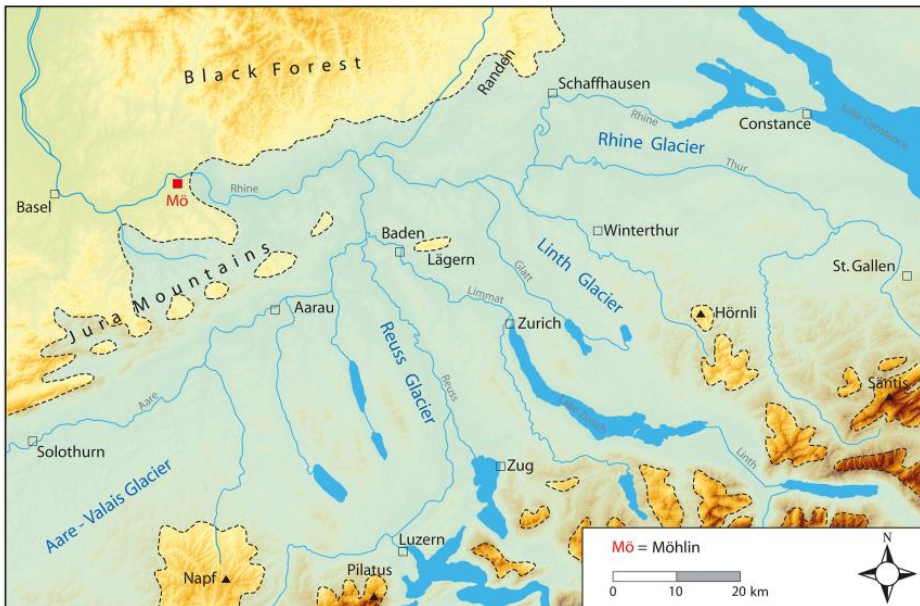 Black Forest
Randen
Schaffhausen
Rhine
Constance
Lake Constance
Rhine Glacier
Thur
Basel
Mö
Rhine
Winterthur
St. Gallen
Baden
Lägern
Linth Glacier
Glatt
Limmat
Jura Mountains
Aarau
Zurich
Hörnli
Reuss Glacier
Reuss
Säntis
Aare
Lake Zurich
Solothurn
Linth
Zug
Aare - Valais Glacier
Luzern
Napf
Pilatus
Mö = Möhlin
N
0 10 20 km